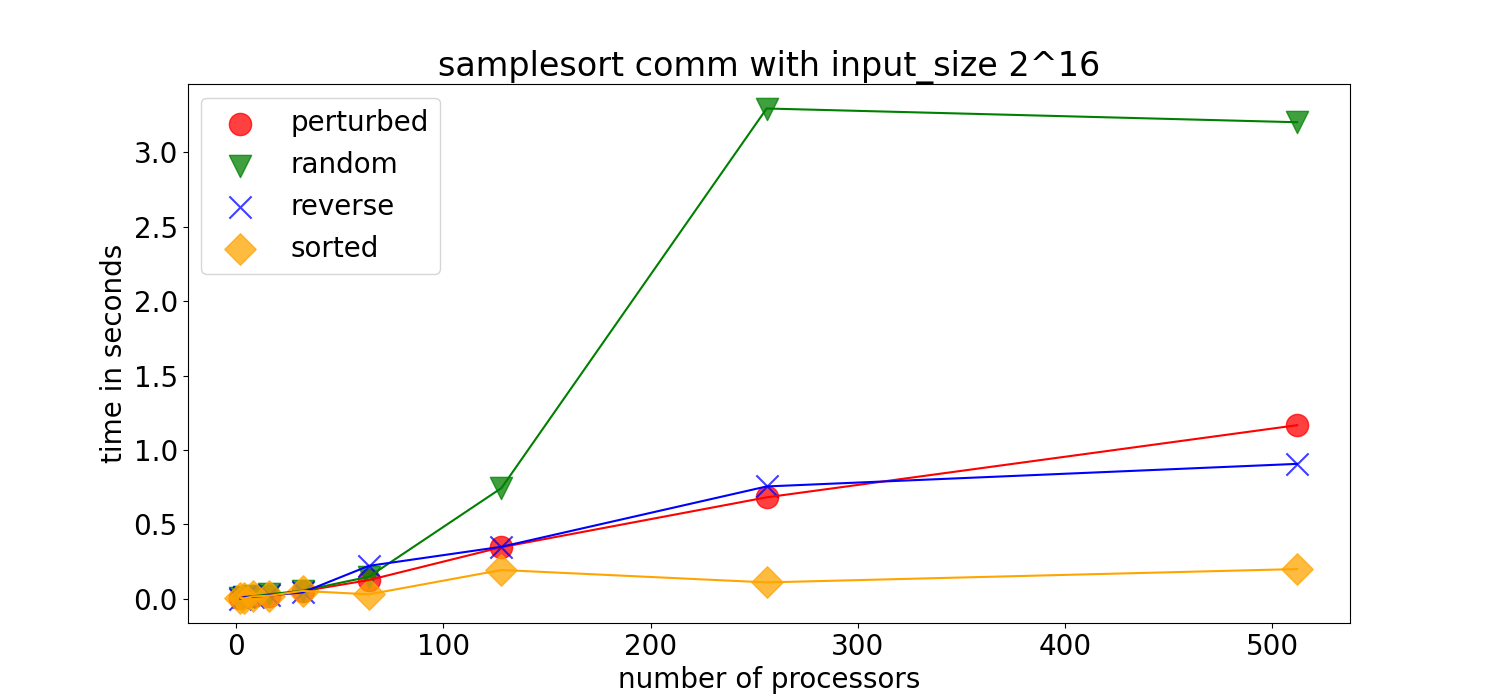 samplesort comm with input_size 2^16
perturbed
random
reverse
sorted
time in seconds
3.0
2.5
2.0
1.5
1.0
0.5
0.0
0 100 200 300 400 500
number of processors